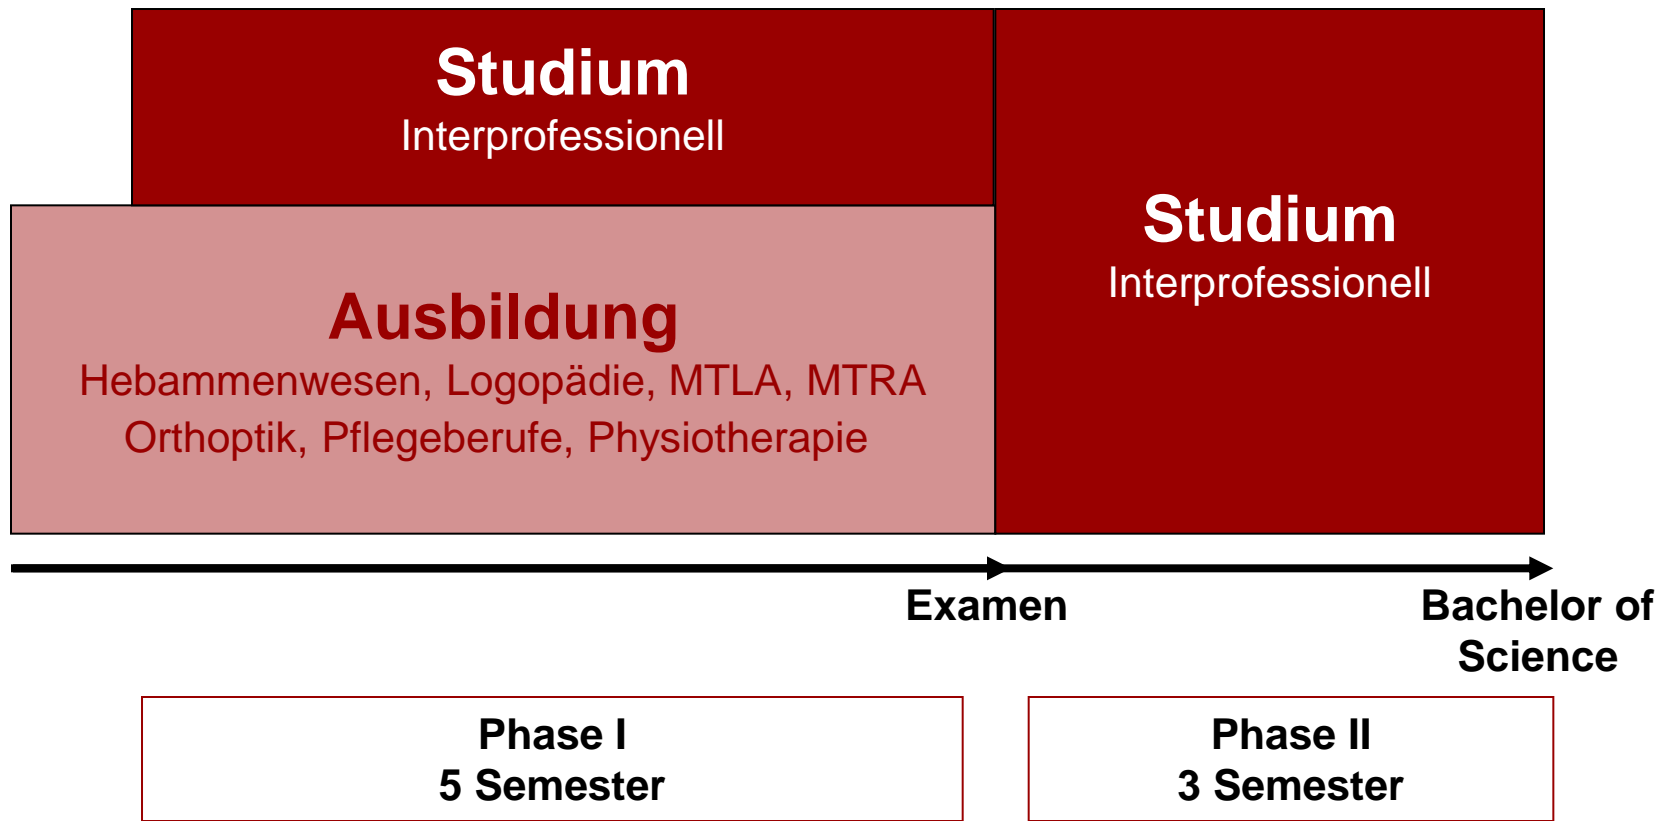 Studium
Interprofessionell
Studium
Interprofessionell
Ausbildung
Hebammenwesen, Logopädie, MTLA, MTRA
Orthoptik, Pflegeberufe, Physiotherapie
Examen
Bachelor of
Science
Phase I
5 Semester
Phase II
3 Semester